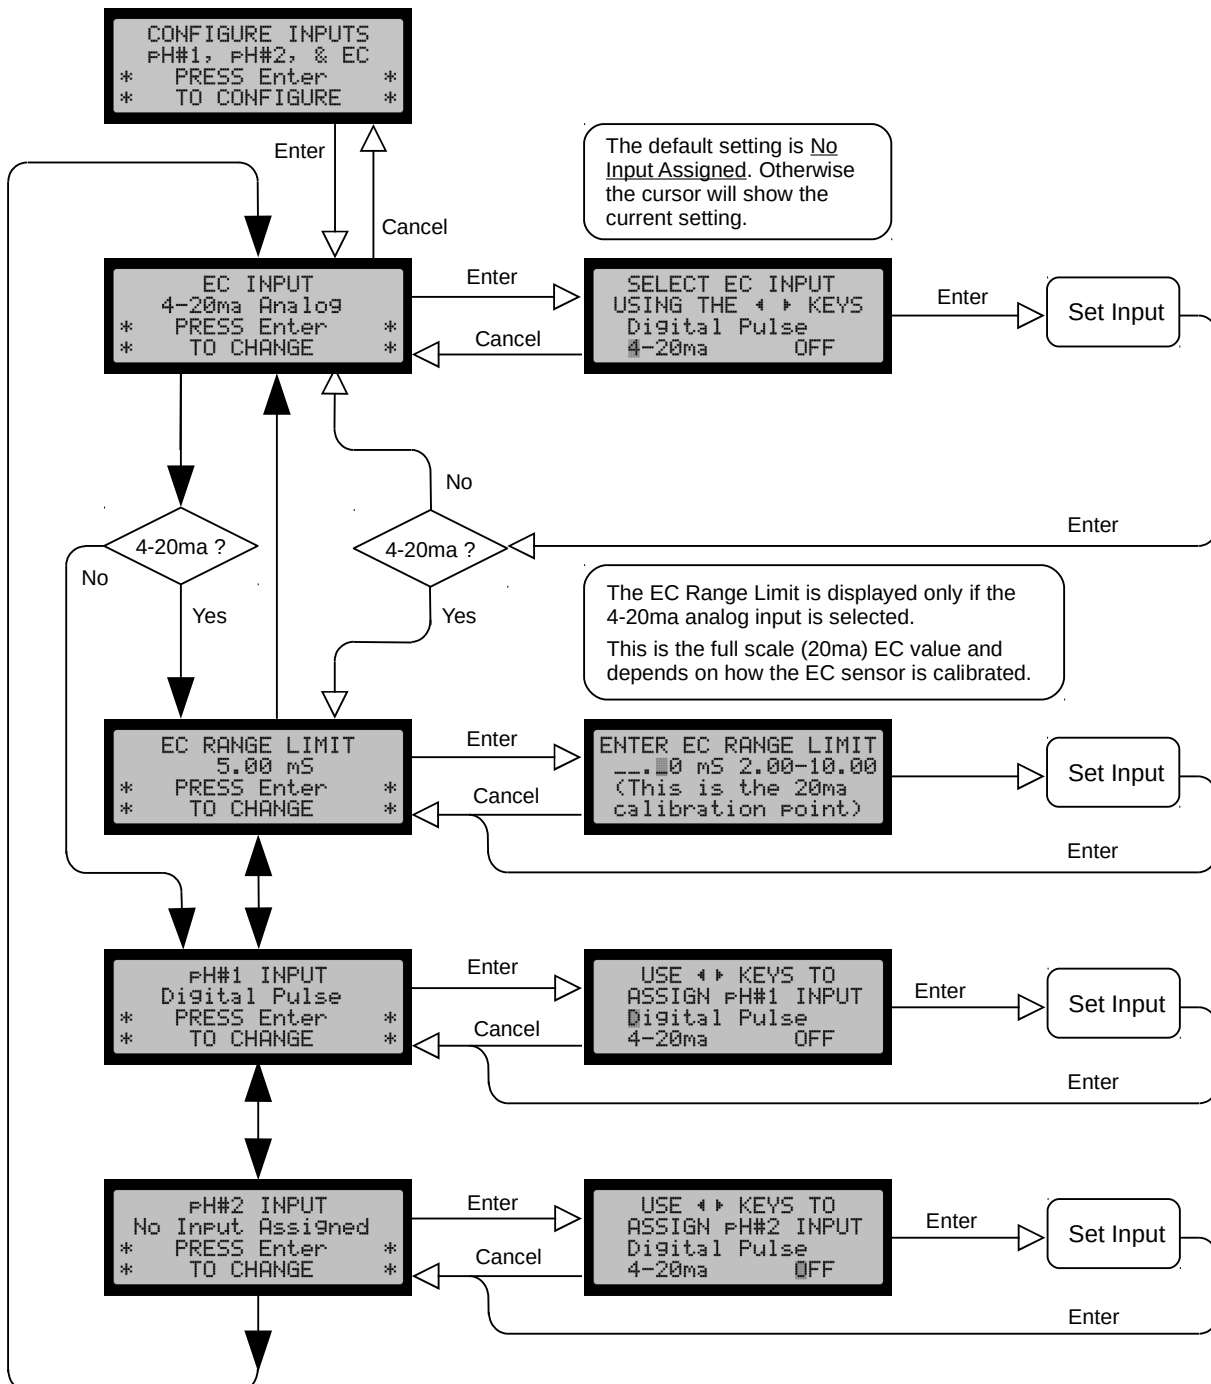 CONFIGURE INPUTS
pH#1, pH#2, & EC
* PRESS Enter *
* TO CONFIGURE *
Enter
Cancel
The default setting is No
Input Assigned. Otherwise
the cursor will show the
current setting.
EC INPUT
4-20ma Analog
* PRESS Enter *
* TO CHANGE *
Enter
Cancel
SELECT EC INPUT
USING THE ◀ ▶ KEYS
Digital Pulse
4-20ma OFF
Enter
Set Input
No
Enter
4-20ma ?
4-20ma ?
No
Yes
Yes
The EC Range Limit is displayed only if the
4-20ma analog input is selected.
This is the full scale (20ma) EC value and
depends on how the EC sensor is calibrated.
EC RANGE LIMIT
5.00 mS
* PRESS Enter *
* TO CHANGE *
Enter
Cancel
ENTER EC RANGE LIMIT
__._0 mS 2.00-10.00
(This is the 20ma
calibration point)
Set Input
Enter
pH#1 INPUT
Digital Pulse
* PRESS Enter *
* TO CHANGE *
Enter
Cancel
USE ◀ ▶ KEYS TO
ASSIGN pH#1 INPUT
Digital Pulse
4-20ma OFF
Enter
Set Input
Enter
pH#2 INPUT
No Input Assigned
* PRESS Enter *
* TO CHANGE *
Enter
Cancel
USE ◀ ▶ KEYS TO
ASSIGN pH#2 INPUT
Digital Pulse
4-20ma OFF
Enter
Set Input
Enter